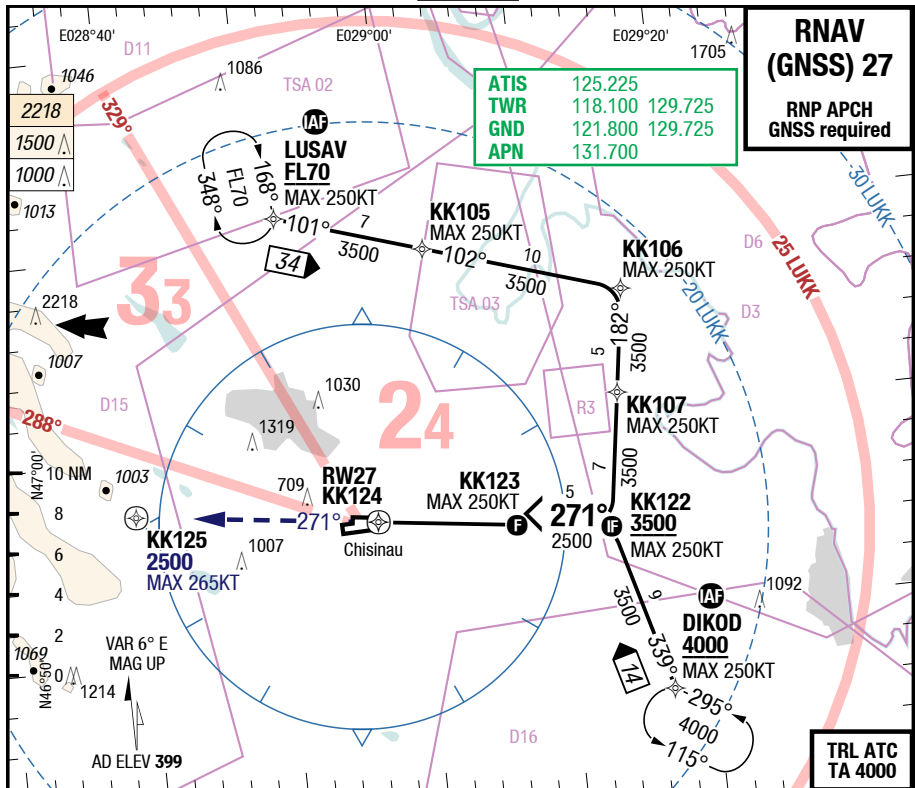 E028°40'
E029°00'
E029°20'
1705
RNAV
(GNSS) 27
RNP APCH
GNSS required
D11
1046
1086
TSA 02
ATIS 125.225
TWR 118.100 129.725
GND 121.800 129.725
APN 131.700
2218
1500
1000
329°
IAF
LUSAV
FL70
MAX 250KT
FL70
168°
348°
1013
30 LUKK
101°
7
3500
34
KK105
MAX 250KT
102°
10
3500
KK106
MAX 250KT
D6
25 LUKK
20 LUKK
D3
33
TSA 03
182°
5
3500
2218
1007
1030
24
R3
KK107
MAX 250KT
D15
288°
1319
7
3500
N47°00'
10 NM
1003
709
RW27
KK124
KK123
MAX 250KT
5
271°
2500
KK122
3500
MAX 250KT
IF
F
8
271°
Chisinau
KK125
2500
MAX 265KT
1007
6
4
2
0
9
3500
339°
IAF
DIKOD
4000
MAX 250KT
1092
14
1069
N46°50'
1214
VAR 6° E
MAG UP
295°
4000
115°
D16
AD ELEV 399
TRL ATC
TA 4000